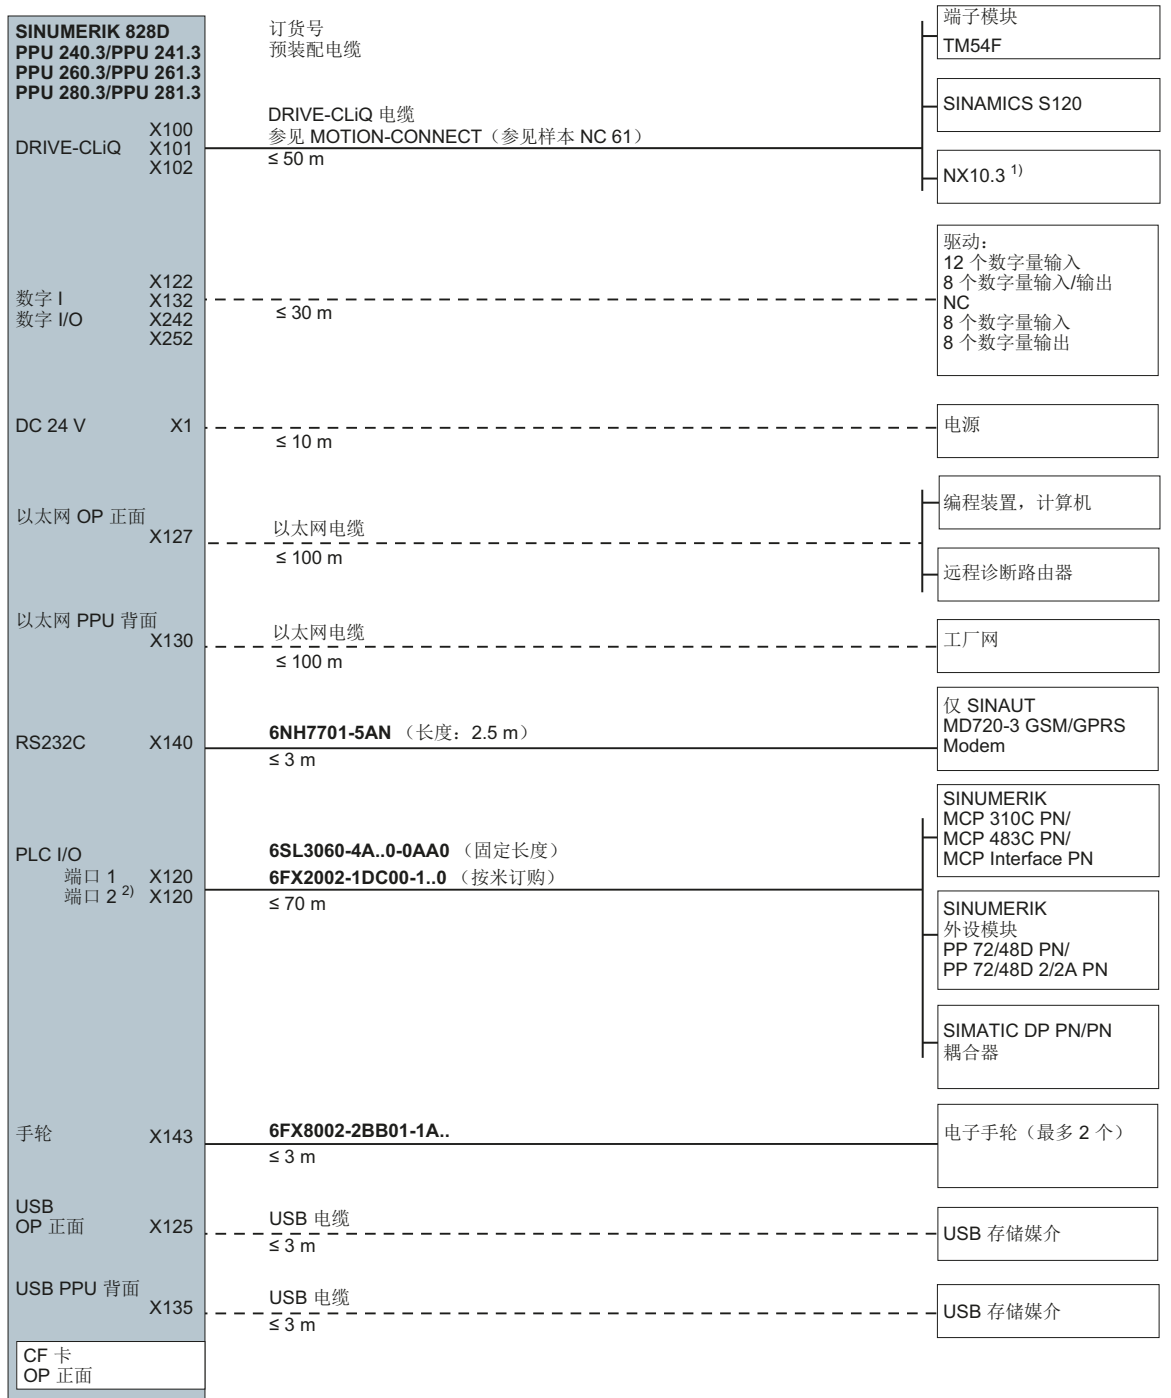 SINUMERIK 828D
PPU 240.3/PPU 241.3
PPU 260.3/PPU 261.3
PPU 280.3/PPU 281.3
订货号
预装配电缆
端子模块
TM54F
SINAMICS S120
NX10.3 1)
DRIVE-CLiQ
X100
X101
X102
DRIVE-CLiQ 电缆
参见 MOTION-CONNECT（参见样本 NC 61）
≤ 50 m
数字 I
数字 I/O
X122
X132
X242
X252
≤ 30 m
驱动：
12 个数字量输入
8 个数字量输入/输出
NC
8 个数字量输入
8 个数字量输出
DC 24 V X1
≤ 10 m
电源
以太网 OP 正面
X127
以太网电缆
≤ 100 m
编程装置，计算机
远程诊断路由器
以太网 PPU 背面
X130
以太网电缆
≤ 100 m
工厂网
RS232C X140
6NH7701-5AN （长度：2.5 m）
≤ 3 m
仅 SINAUT
MD720-3 GSM/GPRS
Modem
PLC I/O
端口 1 X120
端口 2 2) X120
6SL3060-4A..0-0AA0 （固定长度）
6FX2002-1DC00-1..0 （按米订购）
≤ 70 m
SINUMERIK
MCP 310C PN/
MCP 483C PN/
MCP Interface PN
SINUMERIK
外设模块
PP 72/48D PN/
PP 72/48D 2/2A PN
SIMATIC DP PN/PN
耦合器
手轮 X143
6FX8002-2BB01-1A..
≤ 3 m
电子手轮（最多 2 个）
USB
OP 正面 X125
USB 电缆
≤ 3 m
USB 存储媒介
USB PPU 背面
X135
USB 电缆
≤ 3 m
USB 存储媒介
CF 卡
OP 正面